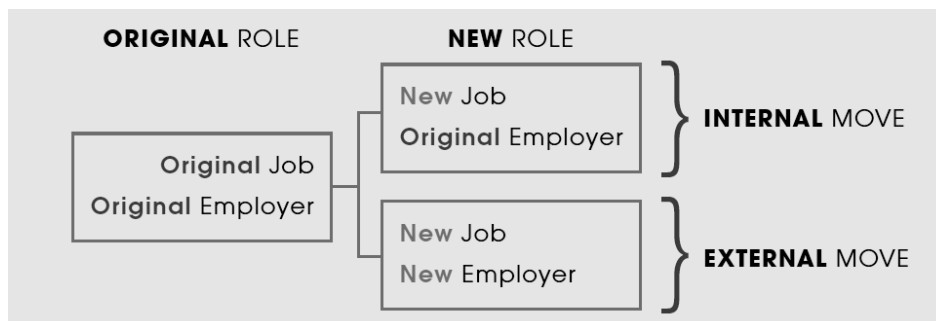 ORIGINAL ROLE
NEW ROLE
Original Job
Original Employer
New Job
Original Employer
INTERNAL MOVE
New Job
New Employer
EXTERNAL MOVE